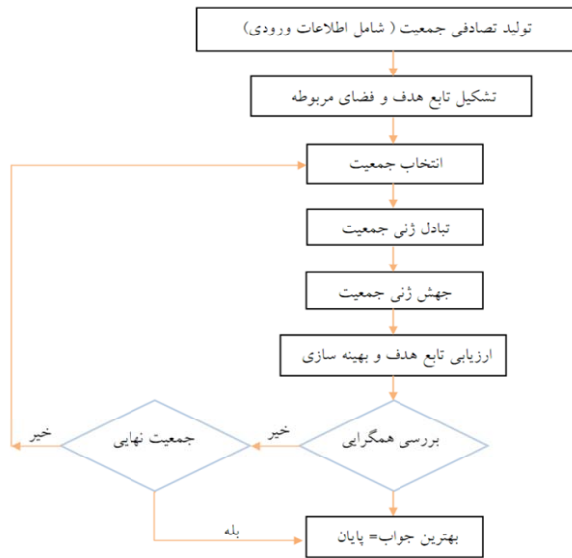 تولید تصادفی جمعیت ( شامل اطلاعات ورودی)
تشکیل تابع هدف و فضای مربوطه
انتخاب جمعیت
تبادل ژنی جمعیت
جهش ژنی جمعیت
ارزیابی تابع هدف و بهینه سازی
بررسی همگرایی
خیر
جمعیت نهایی
خیر
بله
بهترین جواب= پایان